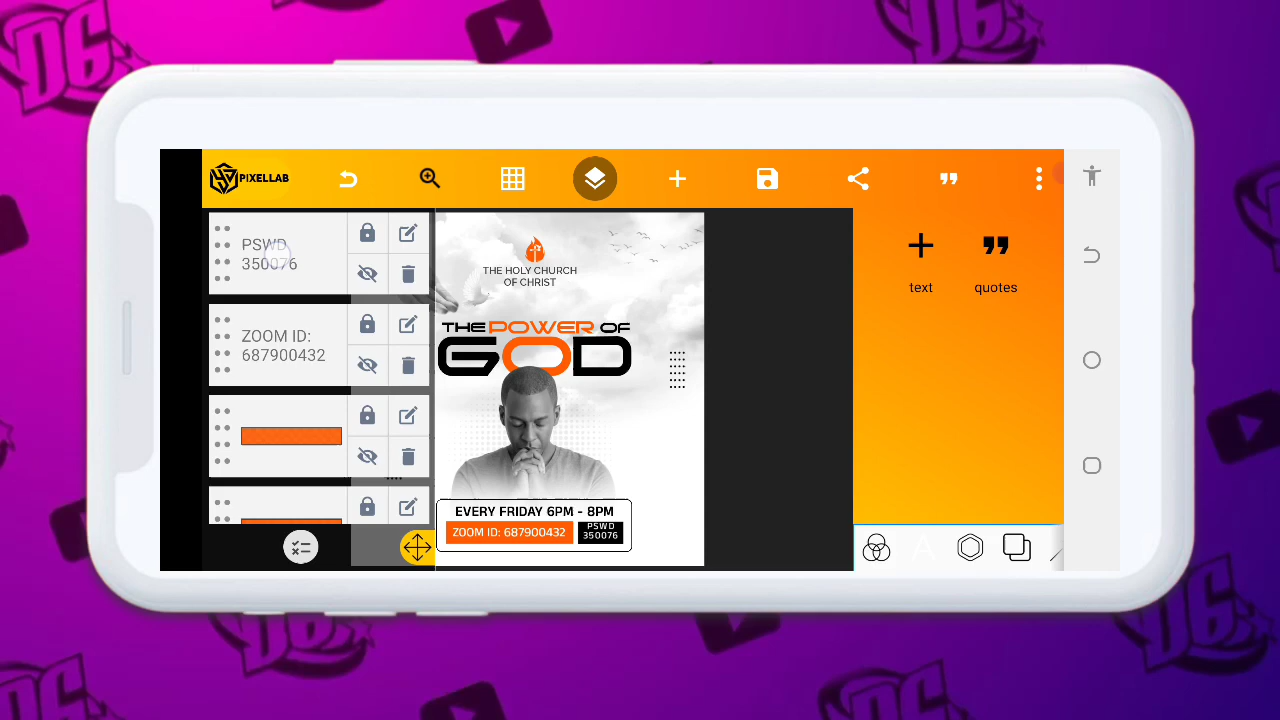 PIXELLAB
PSWD
350076
ZOOM ID:
687900432
THE HOLY CHURCH
OF CHRIST
THE POWER OF
GOD
EVERY FRIDAY 6PM - 8PM
ZOOM ID: 687900432
PSWD
350076
text
quotes